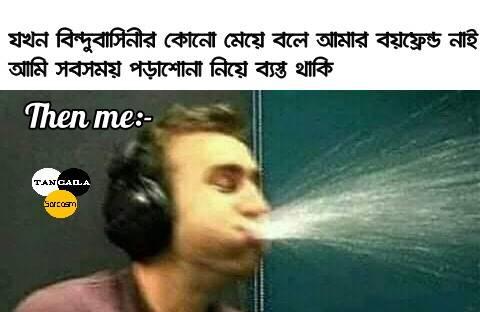 যখন বিন্দুবাসিনীর কোনো মেয়ে বলে আমার বয়ফ্রেন্ড নাই
আমি সবসময় পড়াশোনা নিয়ে ব্যস্ত থাকি
Then me:-
TANGAILA
Sarcasm